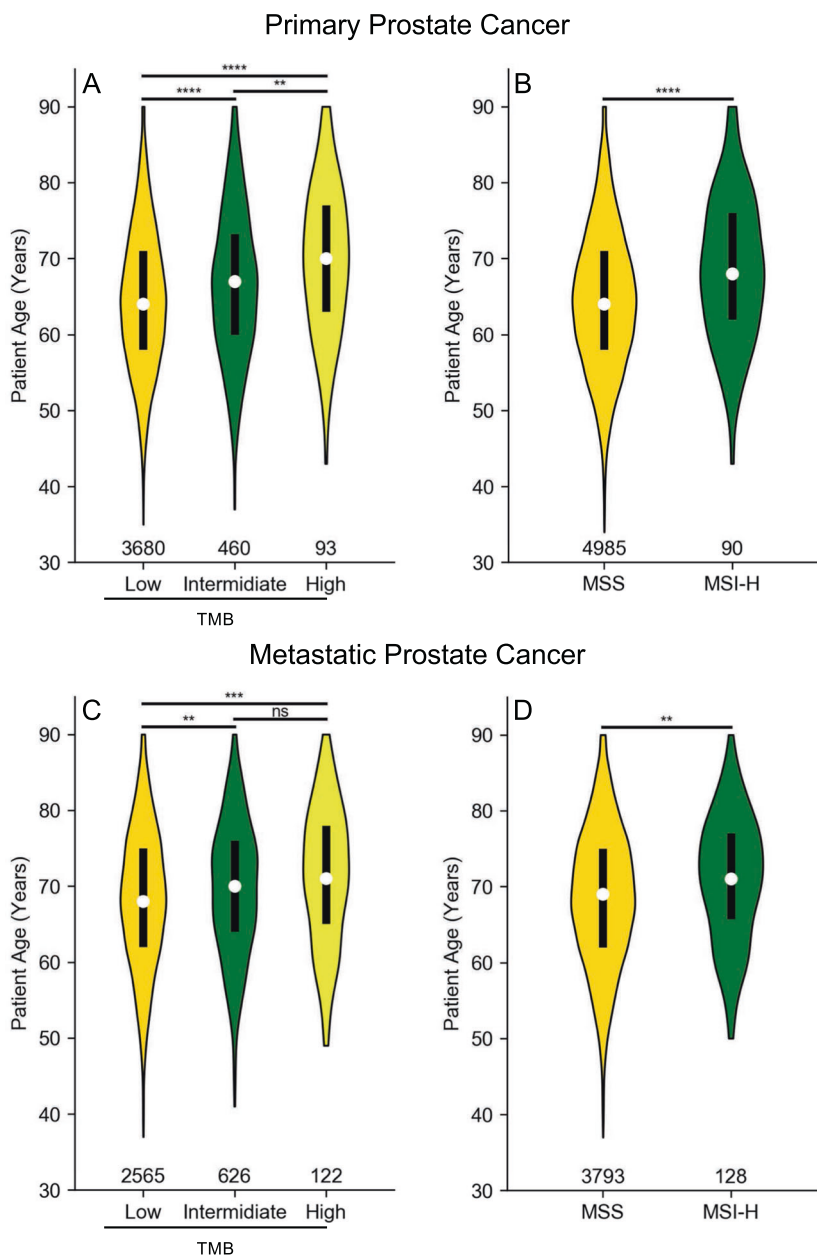 Primary Prostate Cancer
A
****
****
**
90
80
70
60
50
40
30
Patient Age (Years)
3680 460 93
Low Intermidiate High
TMB
B
****
90
80
70
60
50
40
30
Patient Age (Years)
4985 90
MSS MSI-H
Metastatic Prostate Cancer
C
***
ns
**
90
80
70
60
50
40
30
Patient Age (Years)
2565 626 122
Low Intermidiate High
TMB
D
**
90
80
70
60
50
40
30
Patient Age (Years)
3793 128
MSS MSI-H